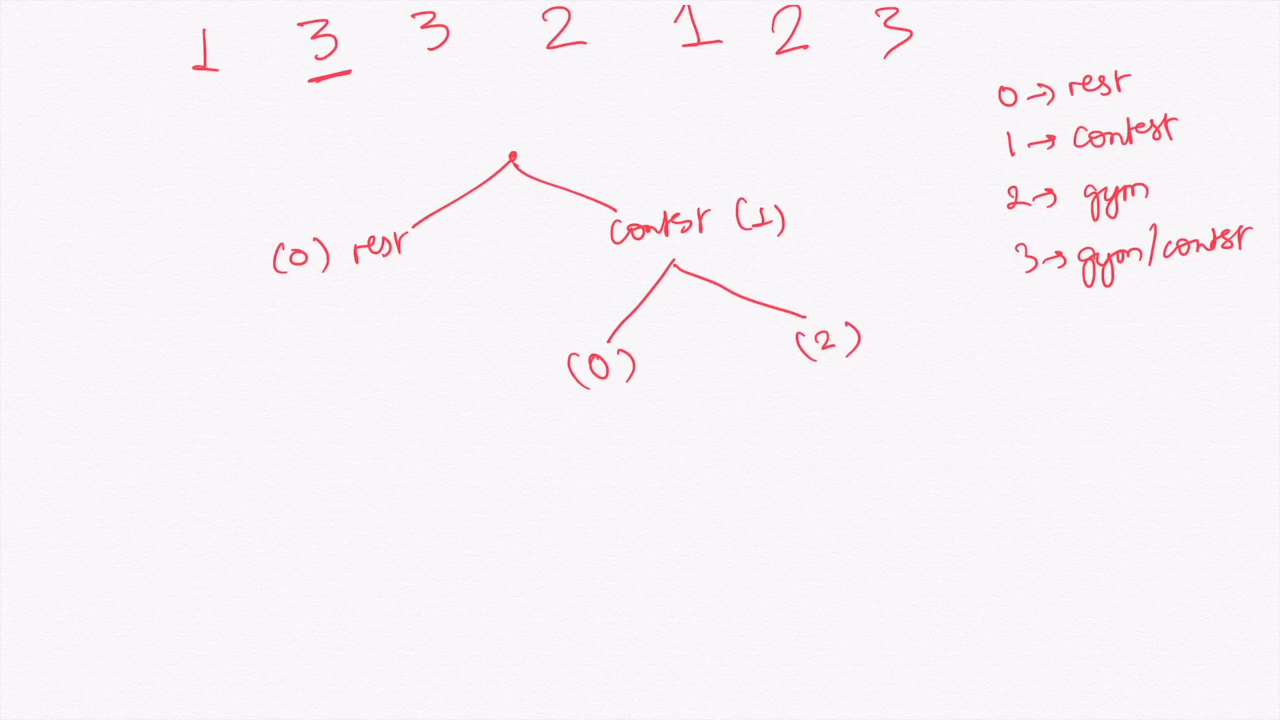 1 3 3 2 1 2 3
0 → rest
1 → contest
2 → gym
3 → gym/contest
(0) rest
contest (1)
(0)
(2)